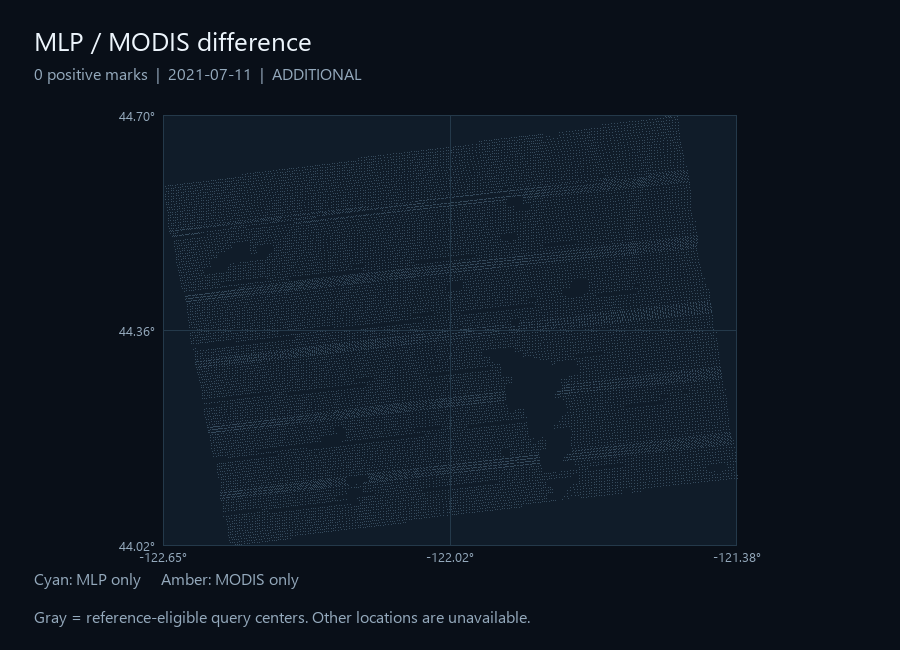 MLP / MODIS difference
0 positive marks | 2021-07-11 | ADDITIONAL
44.70°
44.36°
44.02°
-122.65° -122.02° -121.38°
Cyan: MLP only Amber: MODIS only
Gray = reference-eligible query centers. Other locations are unavailable.